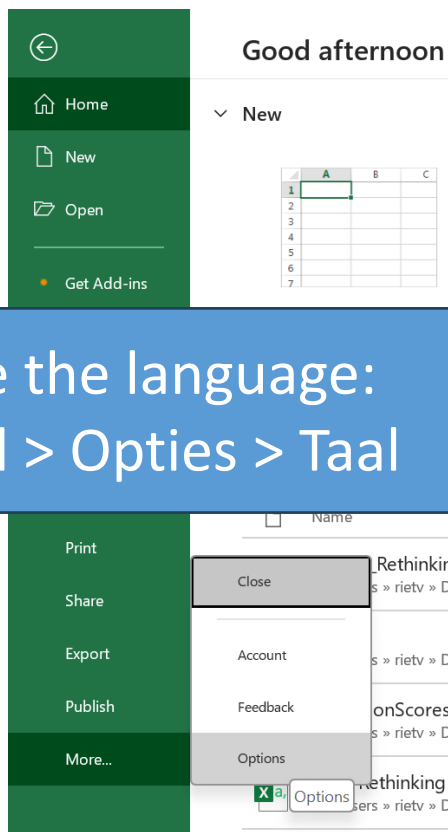 Good afternoon
Home
New
New
A B C
1
2
3
4
5
6
7
Open
Get Add-ins
the language:
> Opties > Taal
Name
Print
Close
Share
Export
Account
Publish
Feedback
More...
Options
Options
_Rethinkin
s » rietv » D
s » rietv » D
onScores
s » rietv » D
ethinking
sers » rietv » D
X a,